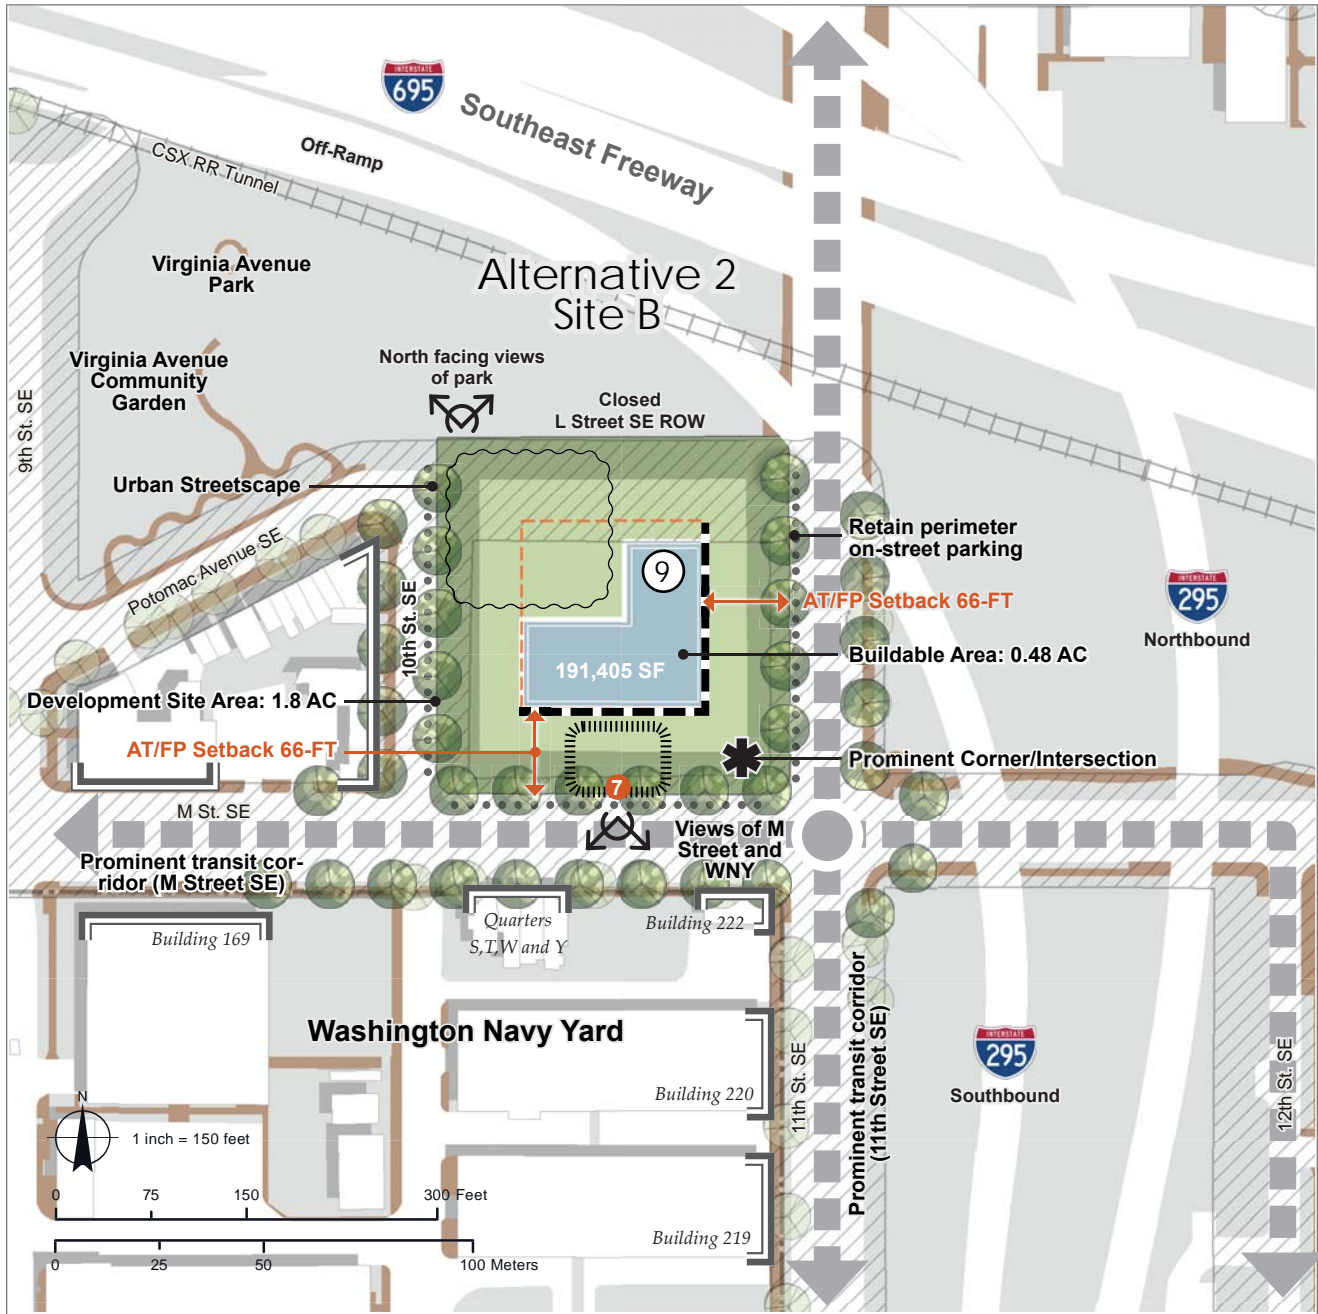 INTERSTATE
695
Southeast Freeway
Off-Ramp
CSX RR Tunnel
Virginia Avenue
Park
Alternative 2
Site B
Virginia Avenue
Community
Garden
North facing views
of park
Closed
L Street SE ROW
9th St. SE
Urban Streetscape
Potomac Avenue SE
10th St. SE
9
Retain perimeter
on-street parking
AT/FP Setback 66-FT
INTERSTATE
295
Northbound
Buildable Area: 0.48 AC
191,405 SF
Development Site Area: 1.8 AC
AT/FP Setback 66-FT
Prominent Corner/Intersection
7
M St. SE
Views of M
Street and
WNY
Prominent transit cor-
ridor (M Street SE)
Building 169
Quarters
S,T,W and Y
Building 222
Washington Navy Yard
Building 220
Building 219
11th St. SE
Prominent transit corridor
(11th Street SE)
INTERSTATE
295
Southbound
12th St. SE
N
1 inch = 150 feet
0 75 150 300 Feet
0 25 50 100 Meters